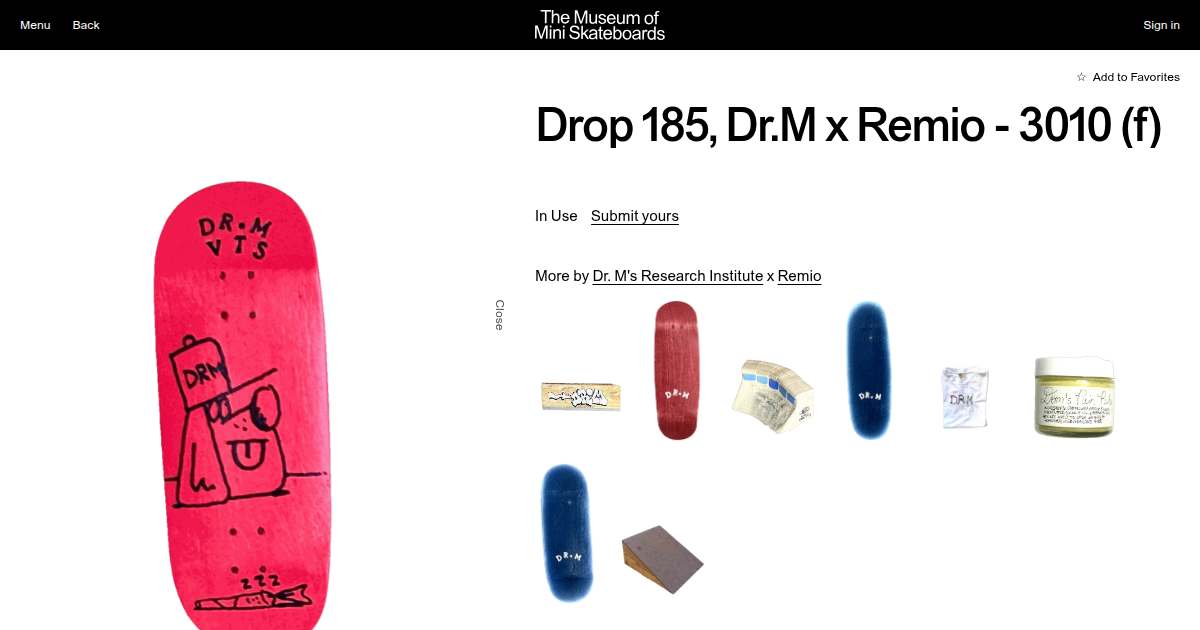 Menu
Back
The Museum of
Mini Skateboards
Sign in
☆ Add to Favorites
Drop 185, Dr.M x Remio - 3010 (f)
In Use
Submit yours
More by Dr. M's Research Institute x Remio
Close
DR.M
VTS
DRM
zzz
DR.M
DR.M
DRM
DR.M